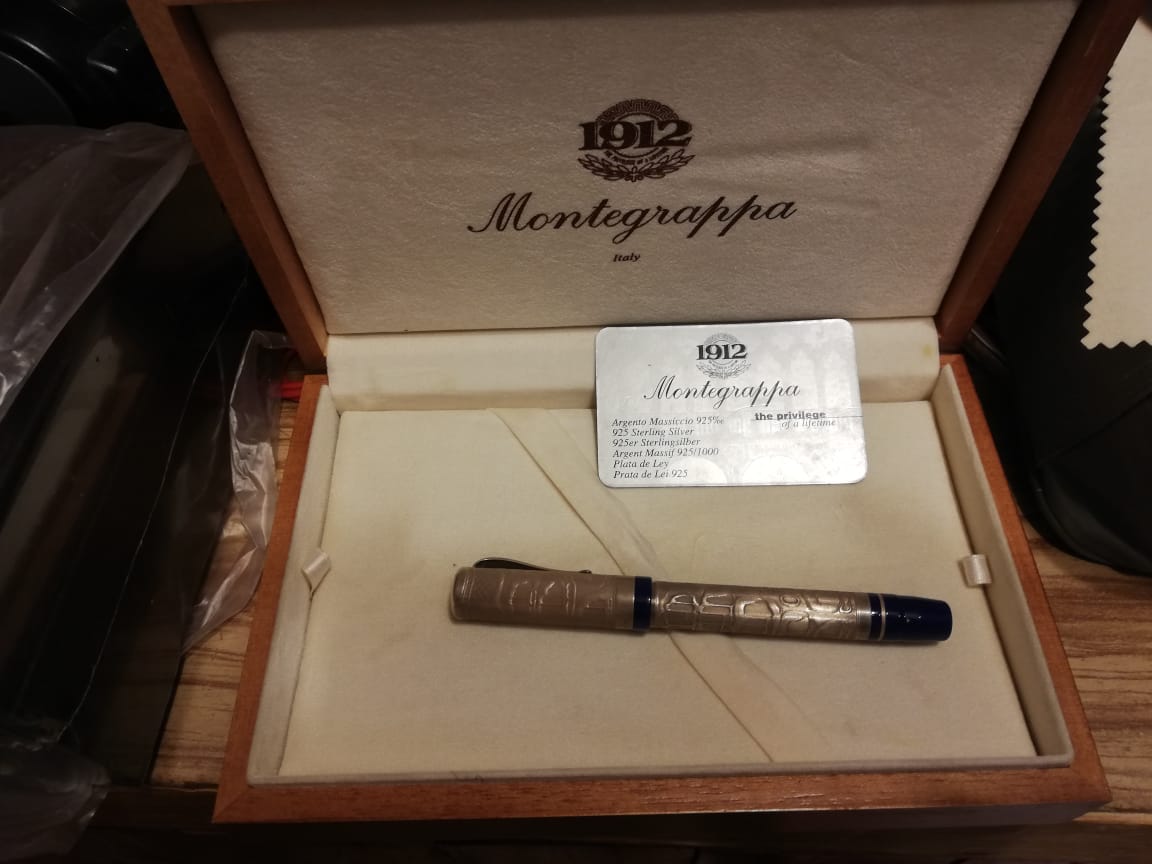 1912
Montegrappa
Italy
1912
Montegrappa
the privilege
of a lifetime
Argento Massiccio 925‰
925 Sterling Silver
925er Sterlingsilber
Argent Massif 925/1000
Plata de Ley
Prata de Lei 925